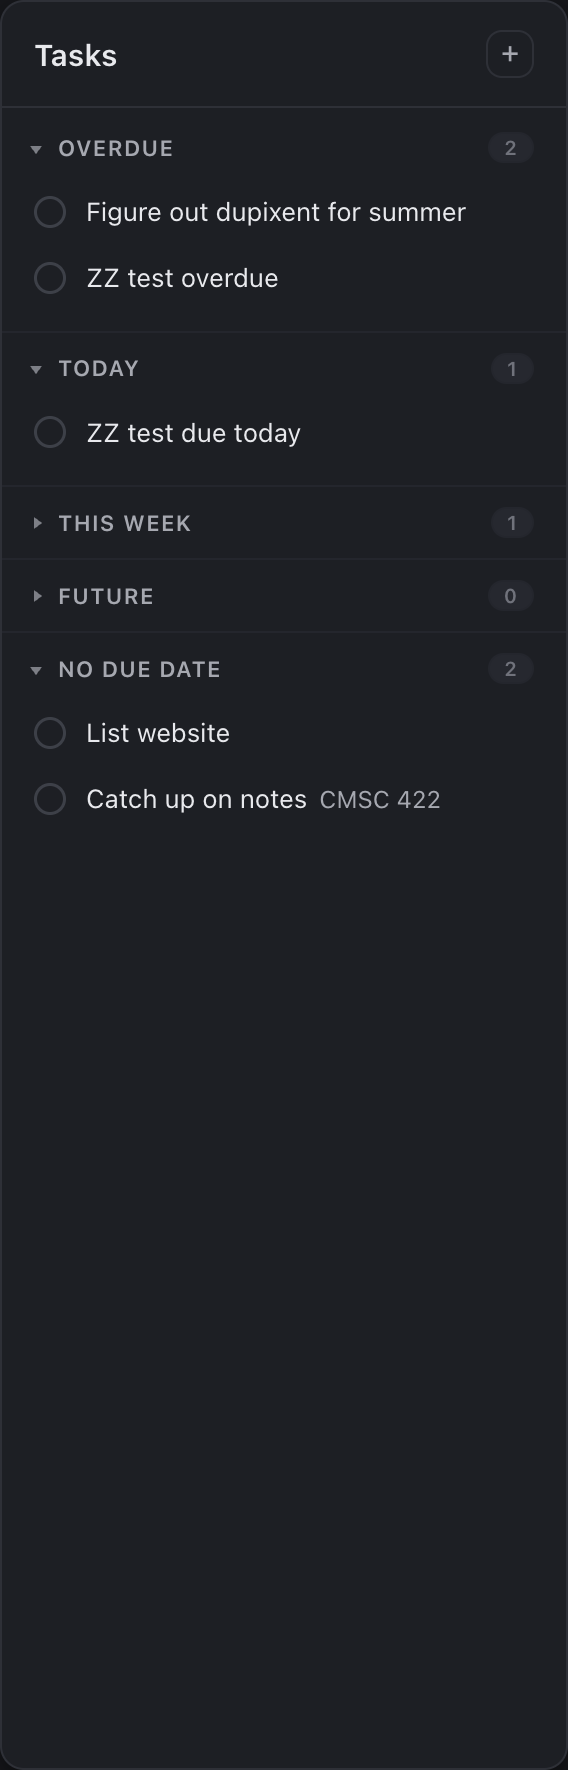 Tasks +
OVERDUE 2
Figure out dupixent for summer
ZZ test overdue
TODAY 1
ZZ test due today
THIS WEEK 1
FUTURE 0
NO DUE DATE 2
List website
Catch up on notes CMSC 422